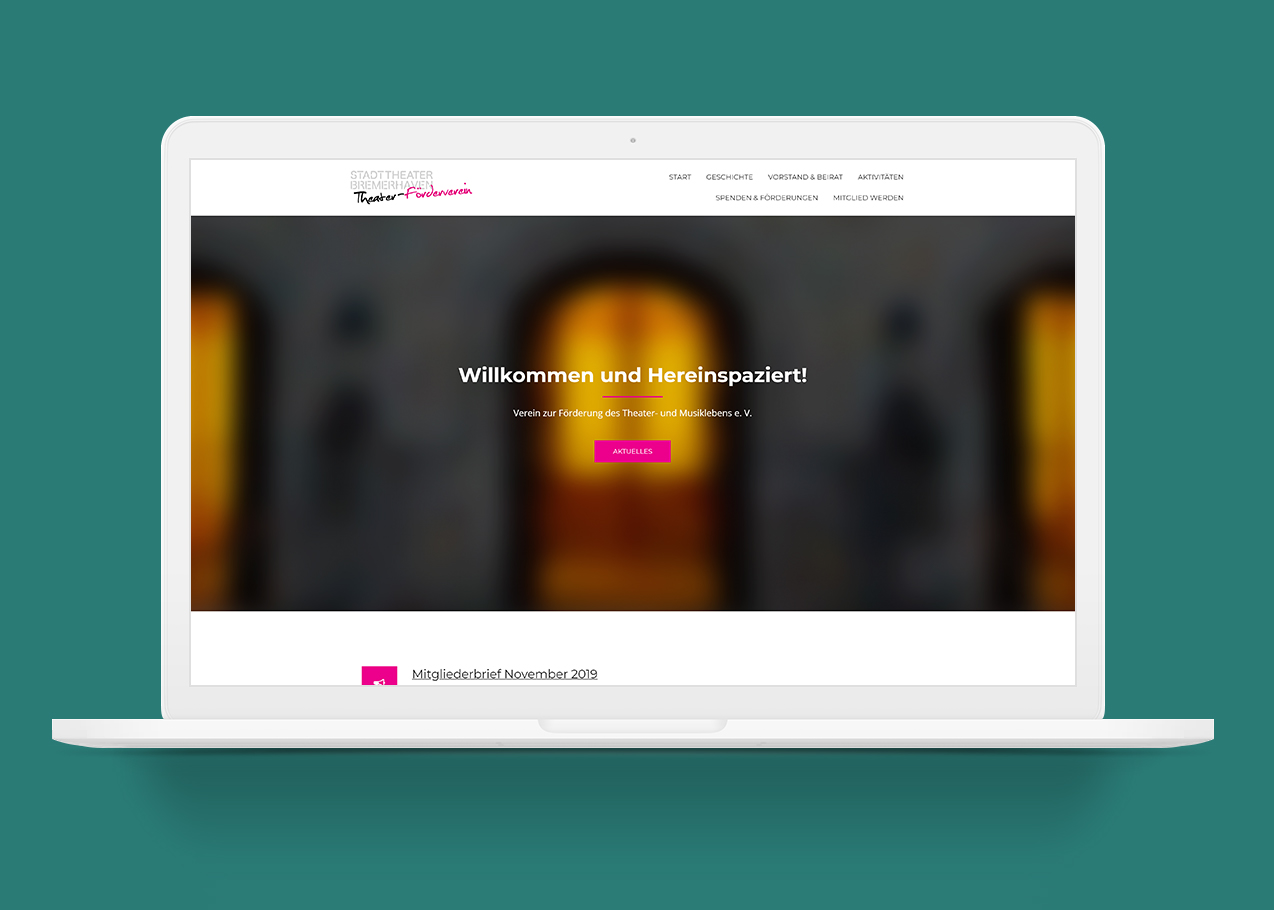 STADTTHEATER
BREMERHAVEN
Theater-Förderverein
START GESCHICHTE VORSTAND & BEIRAT AKTIVITÄTEN
SPENDEN & FÖRDERUNGEN MITGLIED WERDEN
Willkommen und Hereinspaziert!
Verein zur Förderung des Theater- und Musiklebens e. V.
AKTUELLES
Mitgliederbrief November 2019